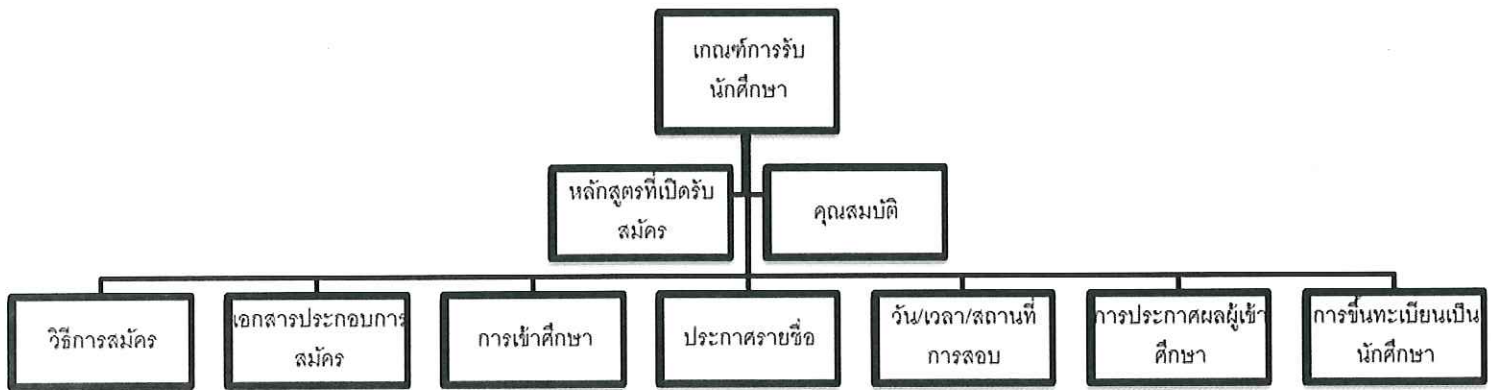 เกณฑ์การรับ
นักศึกษา
หลักสูตรที่เปิดรับ
สมัคร
คุณสมบัติ
วิธีการสมัคร
เอกสารประกอบการ
สมัคร
การเข้าศึกษา
ประกาศรายชื่อ
วัน/เวลา/สถานที่
การสอบ
การประกาศผลผู้เข้า
ศึกษา
การขึ้นทะเบียนเป็น
นักศึกษา